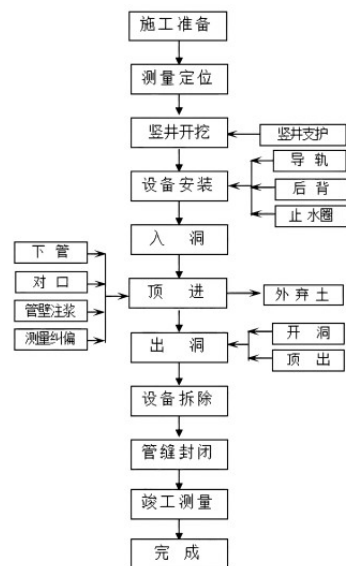 施工准备
测量定位
竖井开挖
竖井支护
导 轨
设备安装
后 背
止水圈
入 洞
下 管
对 口
顶 进
外弃土
管壁注浆
测量纠偏
出 洞
开 洞
顶 出
设备拆除
管缝封闭
竣工测量
完 成